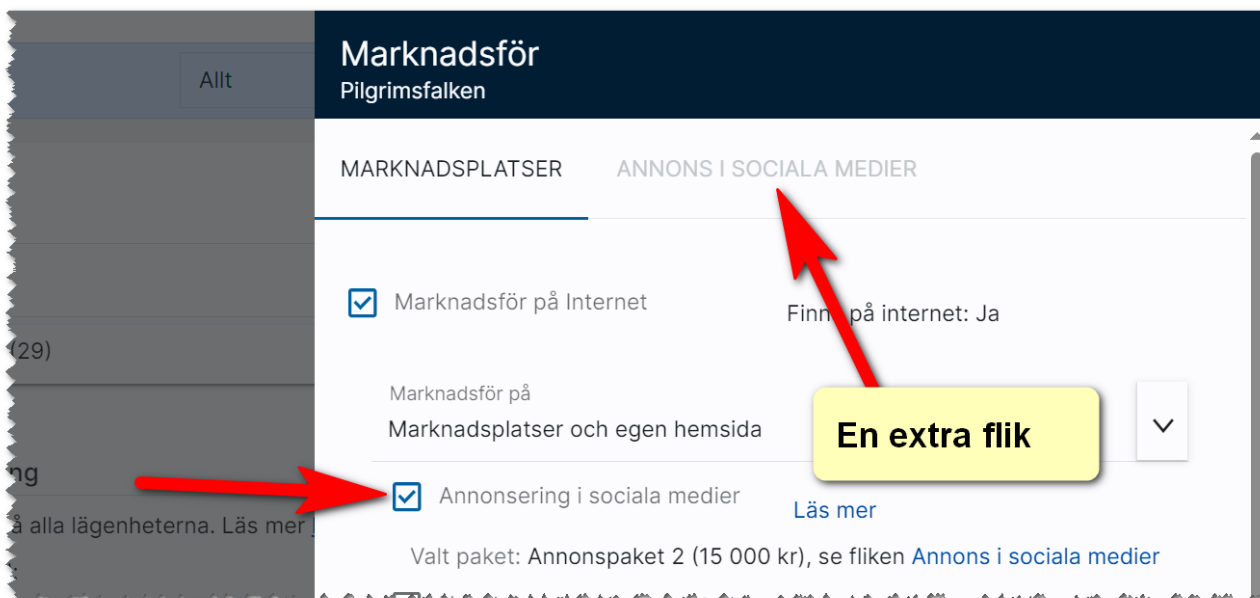 Marknadsför
Pilgrimsfalken
Allt
MARKNADSPLATSER
ANNONS I SOCIALA MEDIER
Marknadsför på Internet
på internet: Ja
(29)
Marknadsför på
Marknadsplatser och egen hemsida
En extra flik
Annonsering i sociala medier
Läs mer
alla lägenheterna. Läs mer
Valt paket: Annonspaket 2 (15 000 kr), se fliken Annons i sociala medier